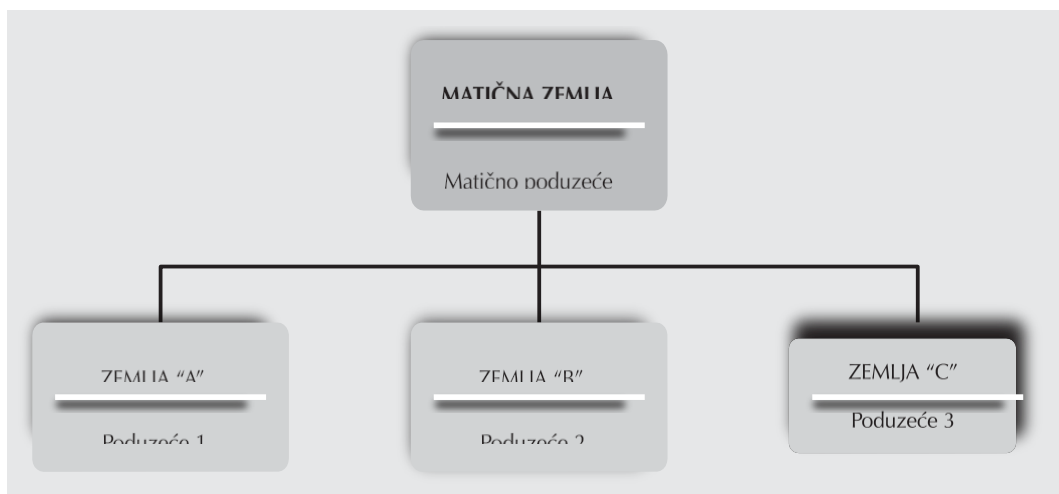 MATIČNA ZEMLJA
Matično poduzeće
ZEMLJA “A”
Poduzeće 1
ZEMLJA “B”
Poduzeće 2
ZEMLJA “C”
Poduzeće 3